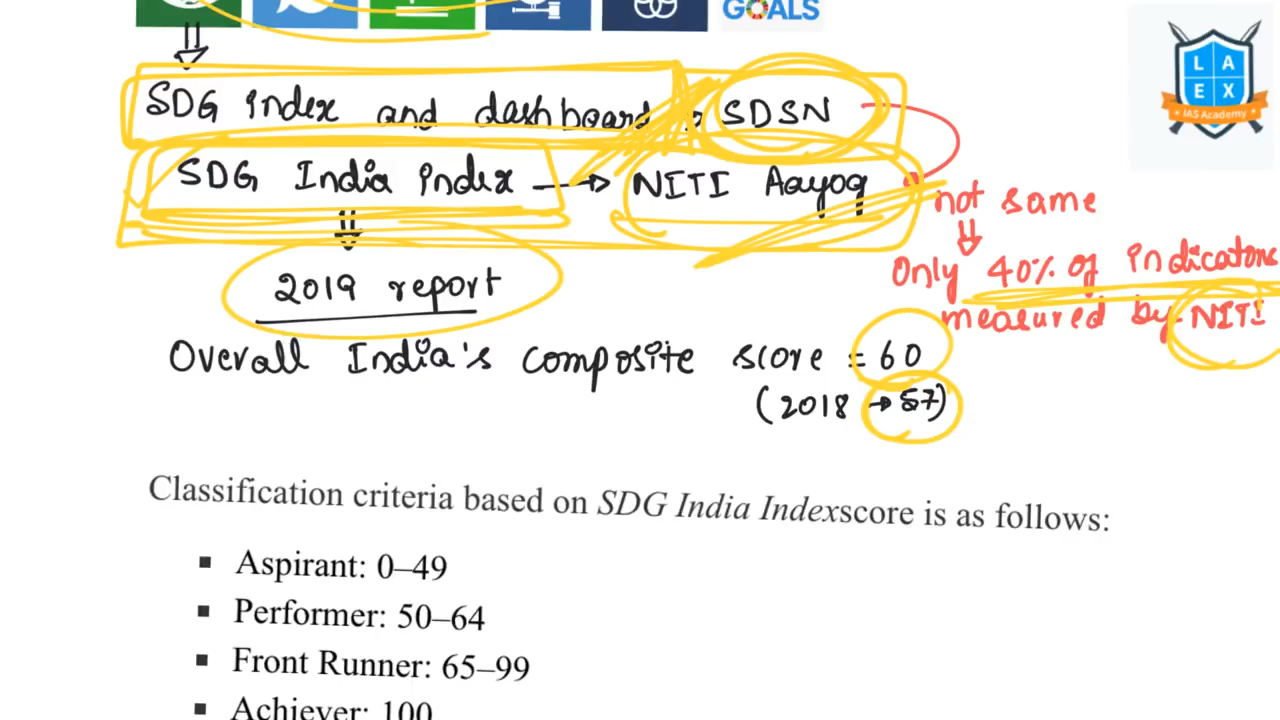 GOALS
L A
E X
IAS Academy
SDG index and dashboard → SDSN
SDG India index → NITI Aayog
not same
Only 40% of indicators
measured by NITI
2019 report
Overall India's composite score = 60
(2018 → 57)
Classification criteria based on SDG India Indexscore is as follows:
▪ Aspirant: 0–49
▪ Performer: 50–64
▪ Front Runner: 65–99
▪ Achiever: 100